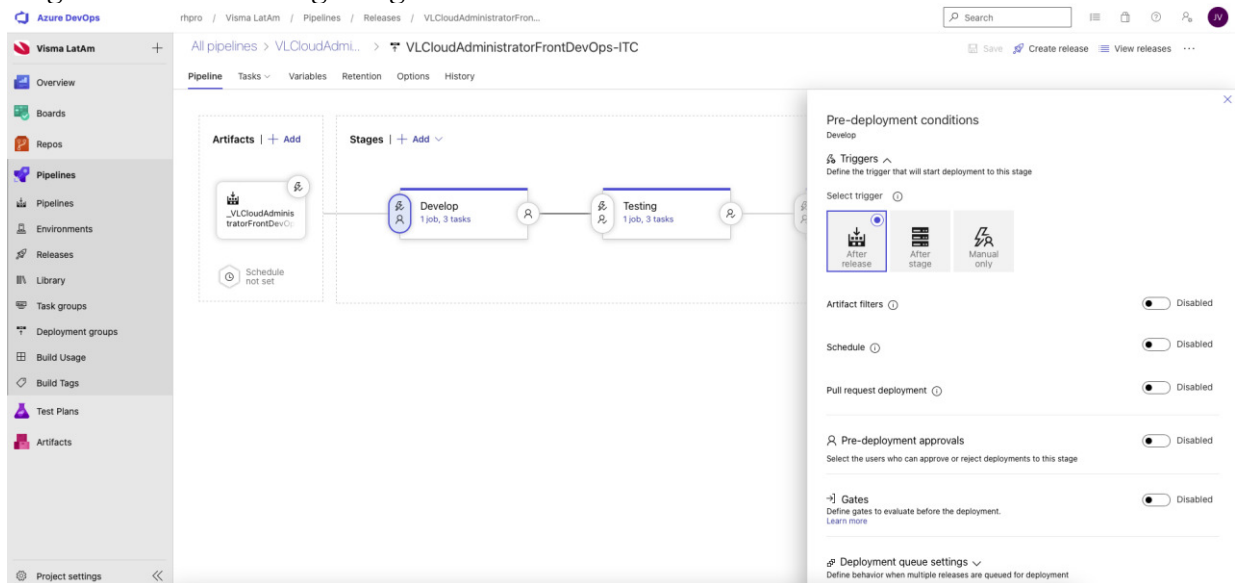 Azure DevOps
rhpro / Visma LatAm / Pipelines / Releases / VLCloudAdministratorFron...
Search
JV
Visma LatAm
All pipelines > VLCloudAdmi... > VLCloudAdministratorFrontDevOps-ITC
Save Create release View releases ...
Pipeline Tasks Variables Retention Options History
Overview
Boards
Repos
Pipelines
Pipelines
Environments
Releases
Library
Task groups
Deployment groups
Build Usage
Build Tags
Test Plans
Artifacts
Project settings
Artifacts | + Add
_VLCloudAdminis
tratorFrontDevOp
Schedule
not set
Stages | + Add
Develop
1 job, 3 tasks
Testing
1 job, 3 tasks
Pre-deployment conditions
Develop
Triggers
Define the trigger that will start deployment to this stage
Select trigger
After
release
After
stage
Manual
only
Artifact filters Disabled
Schedule Disabled
Pull request deployment Disabled
Pre-deployment approvals Disabled
Select the users who can approve or reject deployments to this stage
Gates Disabled
Define gates to evaluate before the deployment.
Learn more
Deployment queue settings
Define behavior when multiple releases are queued for deployment